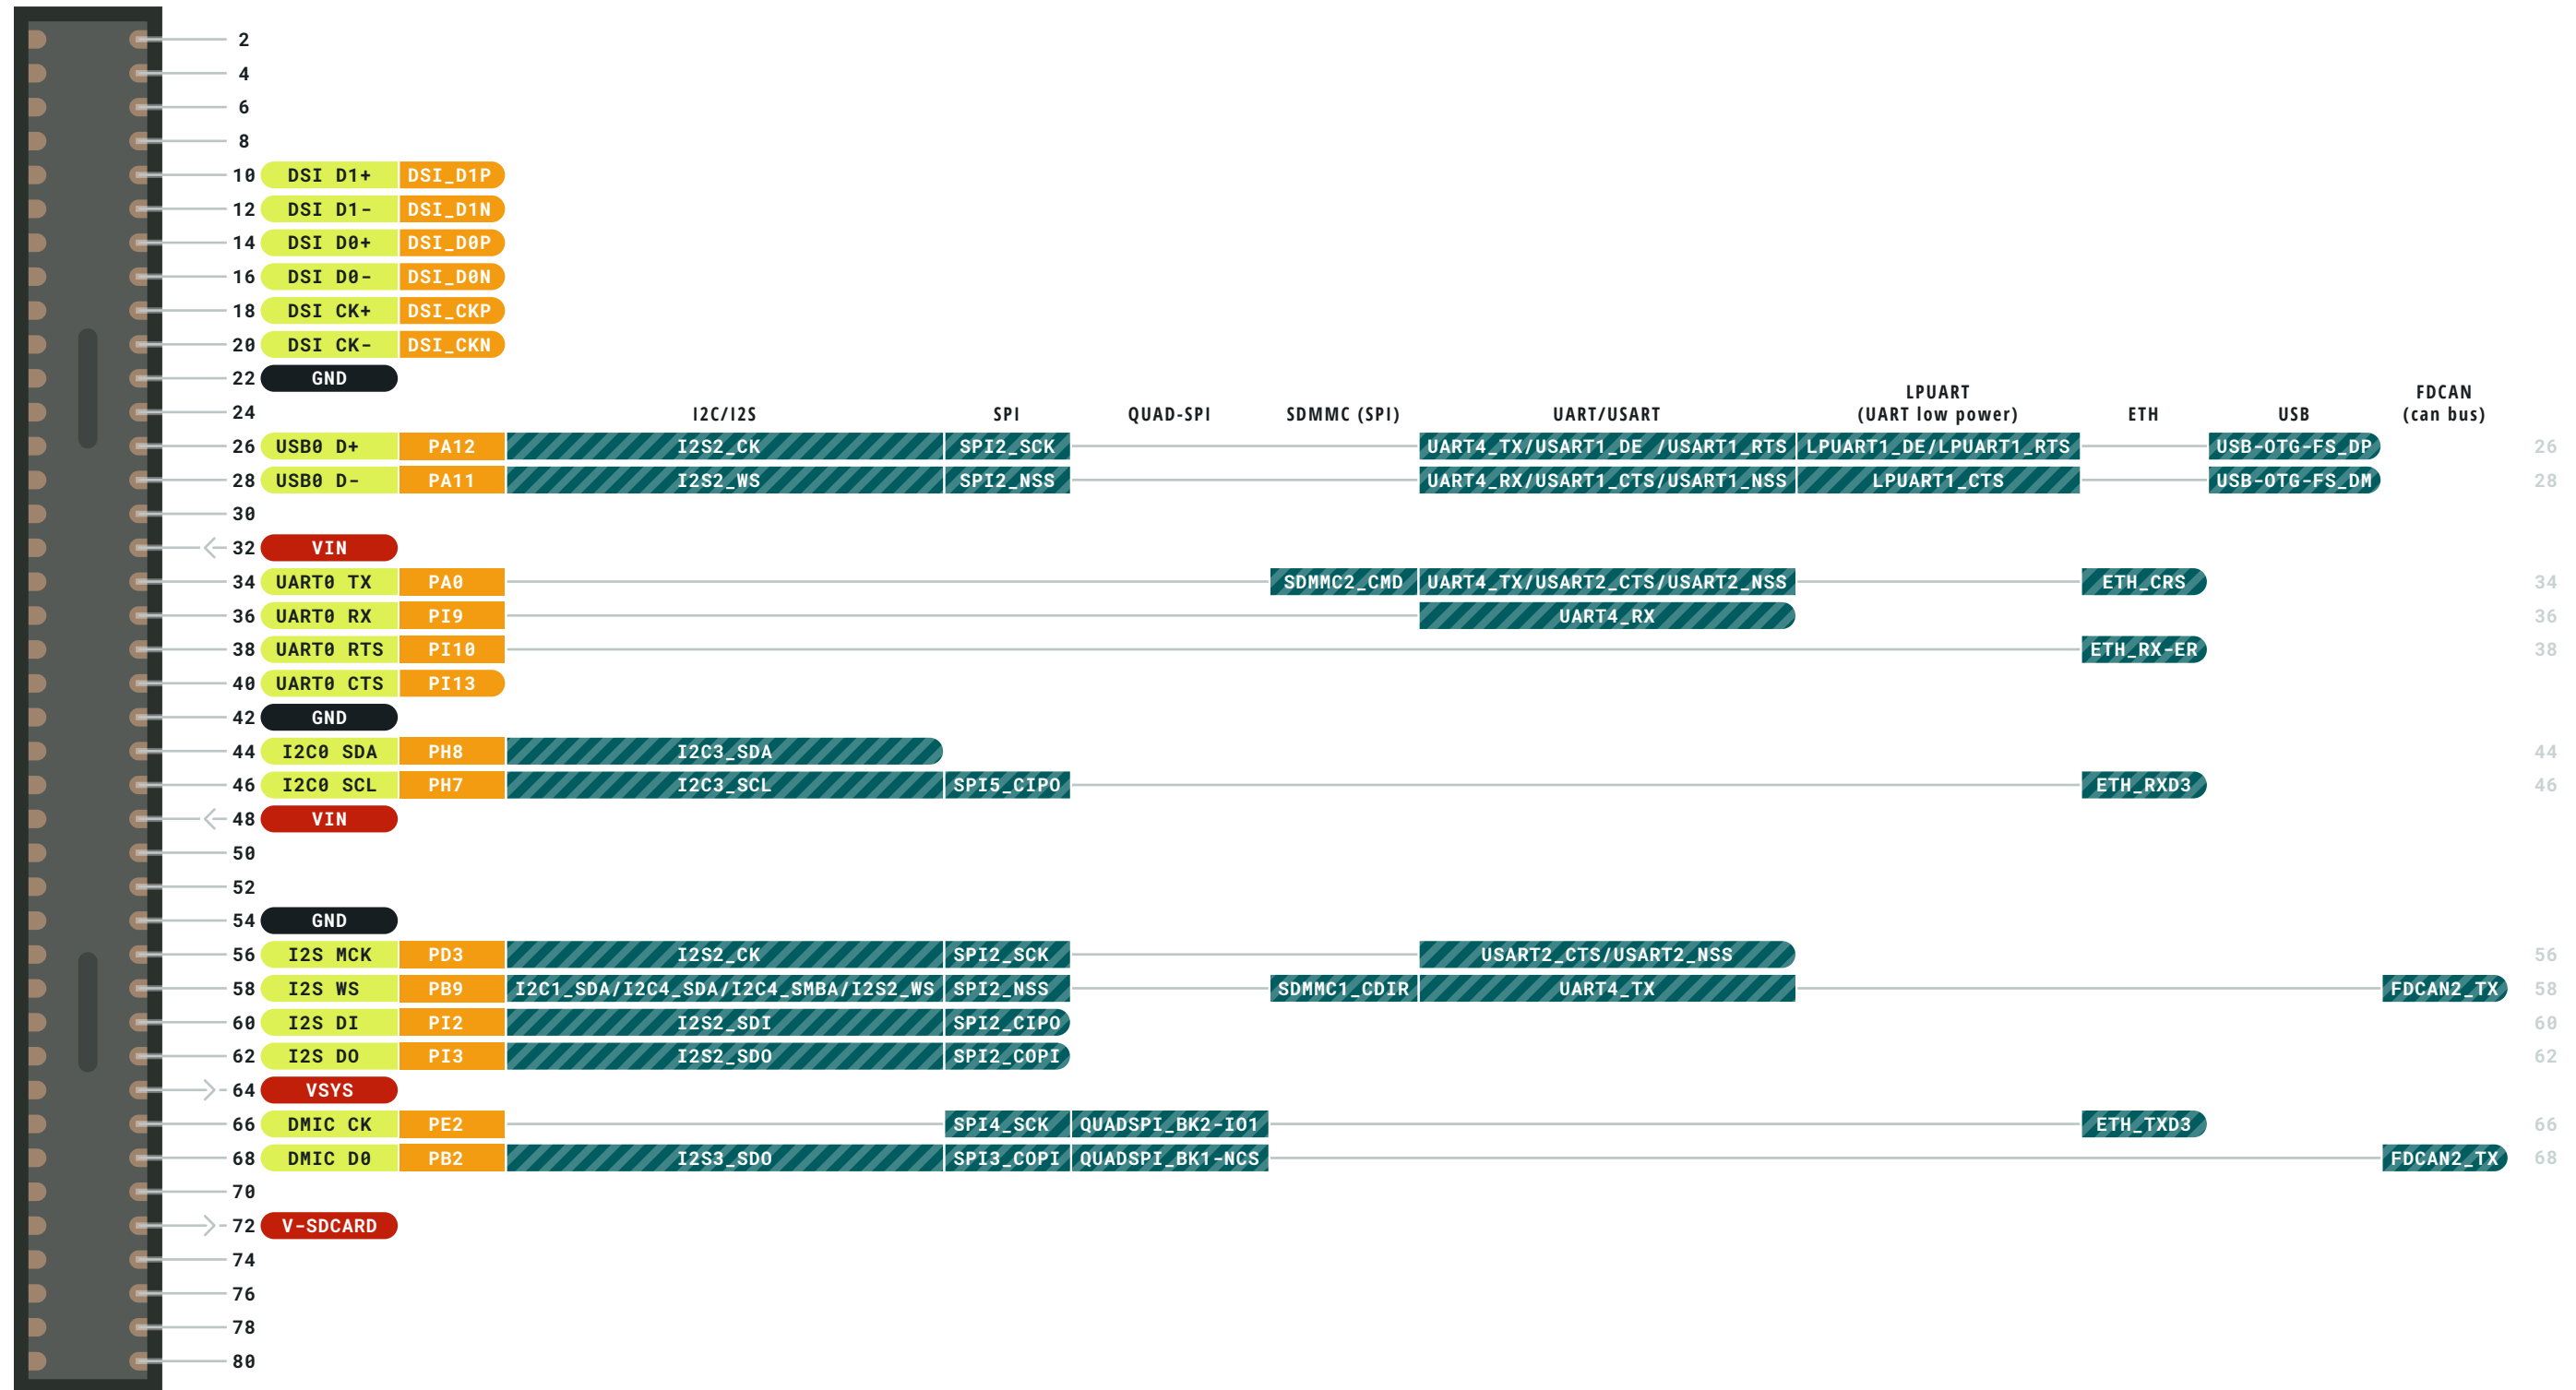 2
4
6
8
10 DSI D1+ DSI_D1P
12 DSI D1- DSI_D1N
14 DSI D0+ DSI_D0P
16 DSI D0- DSI_D0N
18 DSI CK+ DSI_CKP
20 DSI CK- DSI_CKN
22 GND
LPUART FDCAN
24 I2C/I2S SPI QUAD-SPI SDMMC (SPI) UART/USART (UART low power) ETH USB (can bus)
26 USB0 D+ PA12 I2S2_CK SPI2_SCK UART4_TX/USART1_DE /USART1_RTS LPUART1_DE/LPUART1_RTS USB-OTG-FS_DP 26
28 USB0 D- PA11 I2S2_WS SPI2_NSS UART4_RX/USART1_CTS/USART1_NSS LPUART1_CTS USB-OTG-FS_DM 28
30
32 VIN
34 UART0 TX PA0 SDMMC2_CMD UART4_TX/USART2_CTS/USART2_NSS ETH_CRS 34
36 UART0 RX PI9 UART4_RX 36
38 UART0 RTS PI10 ETH_RX-ER 38
40 UART0 CTS PI13
42 GND
44 I2C0 SDA PH8 I2C3_SDA 44
46 I2C0 SCL PH7 I2C3_SCL SPI5_CIPO ETH_RXD3 46
48 VIN
50
52
54 GND
56 I2S MCK PD3 I2S2_CK SPI2_SCK USART2_CTS/USART2_NSS 56
58 I2S WS PB9 I2C1_SDA/I2C4_SDA/I2C4_SMBA/I2S2_WS SPI2_NSS SDMMC1_CDIR UART4_TX FDCAN2_TX 58
60 I2S DI PI2 I2S2_SDI SPI2_CIPO 60
62 I2S DO PI3 I2S2_SDO SPI2_COPI 62
64 VSYS
66 DMIC CK PE2 SPI4_SCK QUADSPI_BK2-IO1 ETH_TXD3 66
68 DMIC D0 PB2 I2S3_SDO SPI3_COPI QUADSPI_BK1-NCS FDCAN2_TX 68
70
72 V-SDCARD
74
76
78
80